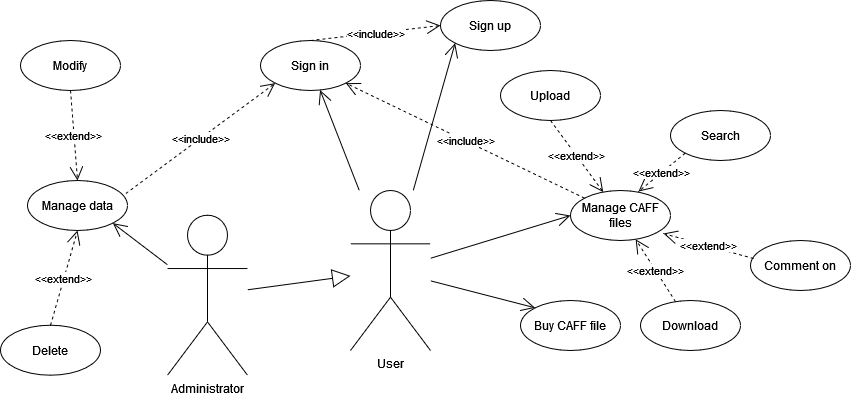 Sign up
<<include>>
Modify
Sign in
Upload
<<extend>>
<<include>>
<<include>>
Search
<<extend>>
<<extend>>
Manage data
Manage CAFF
files
<<extend>>
Comment on
<<extend>>
<<extend>>
Delete
Buy CAFF file
Download
User
Administrator